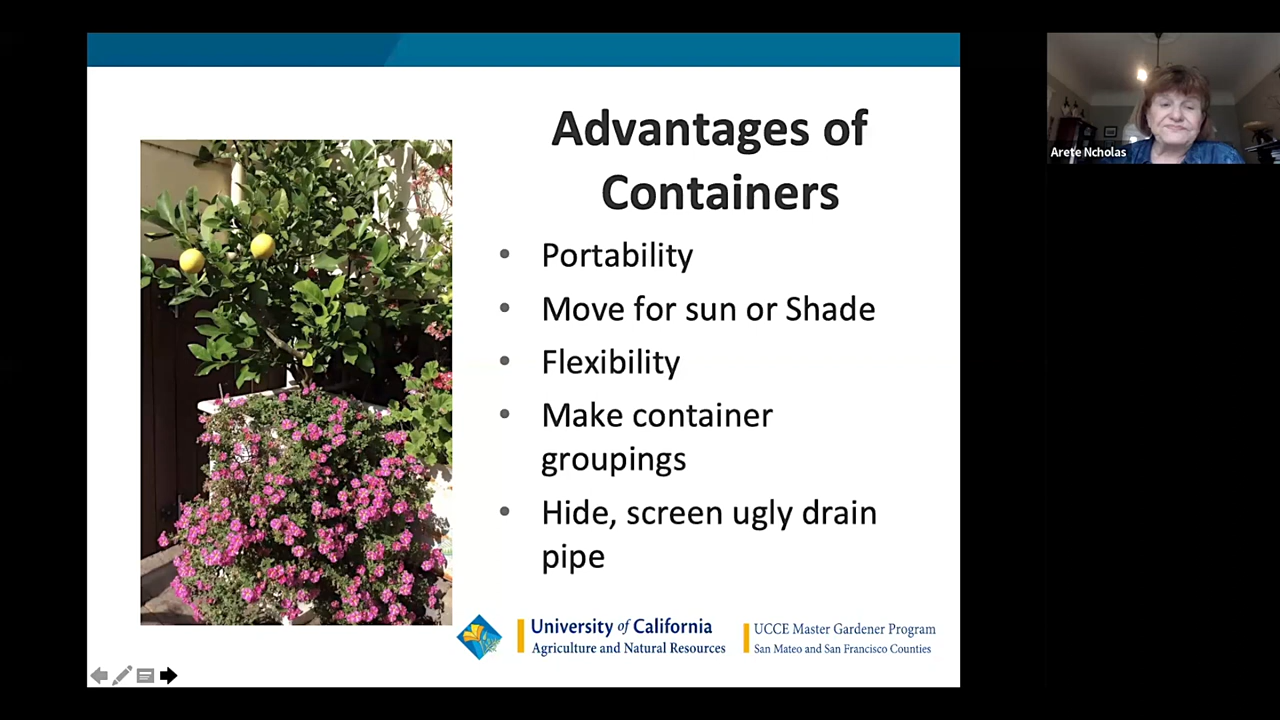 Advantages of
Containers
• Portability
• Move for sun or Shade
• Flexibility
• Make container
groupings
• Hide, screen ugly drain
pipe
University of California
Agriculture and Natural Resources
UCCE Master Gardener Program
San Mateo and San Francisco Counties
Arete Ncholas